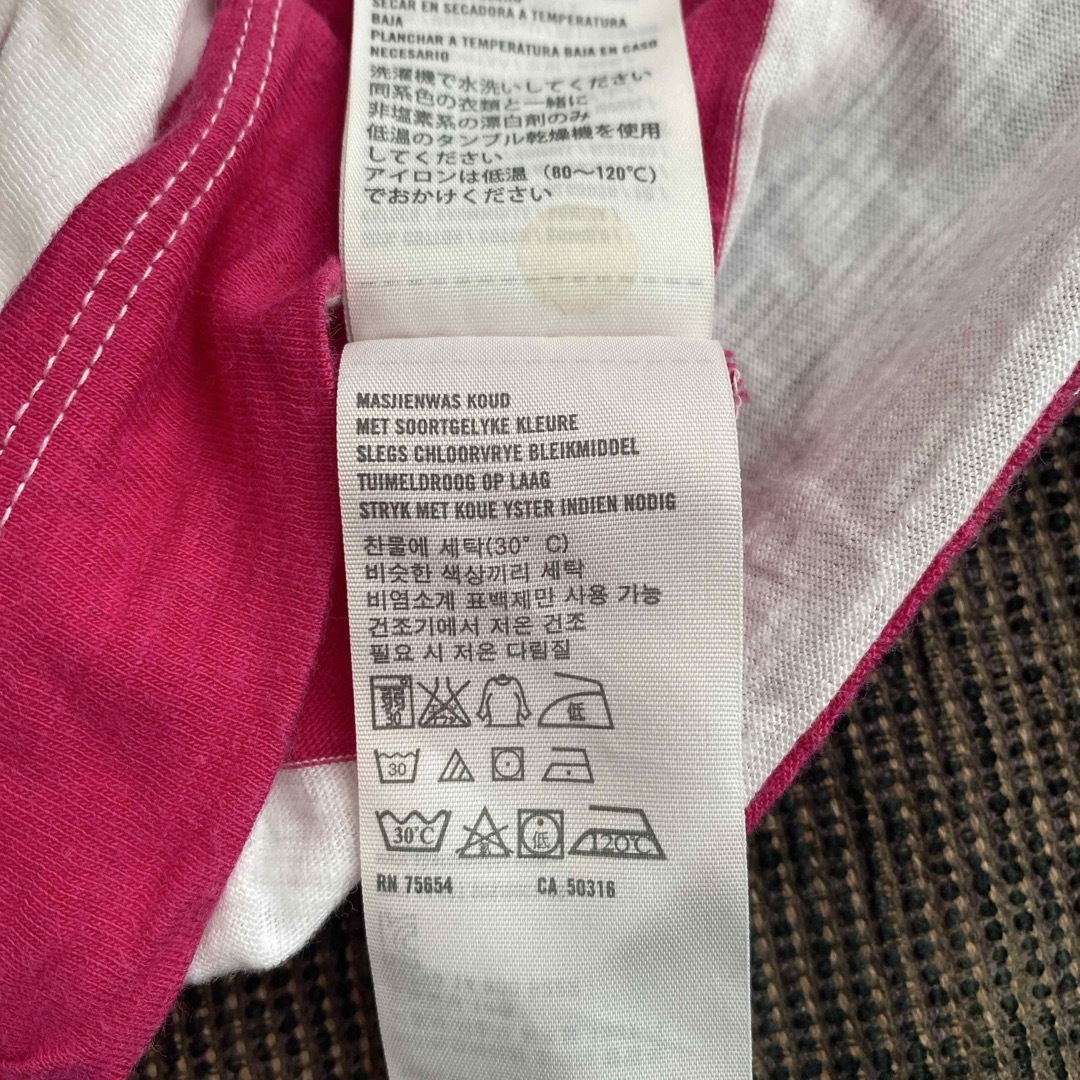 SECAR EN SECADORA A TEMPERATURA
BAJA
PLANCHAR A TEMPERATURA BAJA EN CASO
NECESARIO
洗濯機で水洗いしてください
同系色の衣類と一緒に
非塩素系の漂白剤のみ
低温のタンブル乾燥機を使用
してください
アイロンは低温（80～120℃）
でおかけください
MASJIENWAS KOUD
MET SOORTGELYKE KLEURE
SLEGS CHLOORVRYE BLEIKMIDDEL
TUIMELDROOG OP LAAG
STRYK MET KOUE YSTER INDIEN NODIG
찬물에 세탁(30° C)
비슷한 색상끼리 세탁
비염소계 표백제만 사용 가능
건조기에서 저온 건조
필요 시 저온 다림질
低
30
30℃ 低 120℃
RN 75654 CA 50316